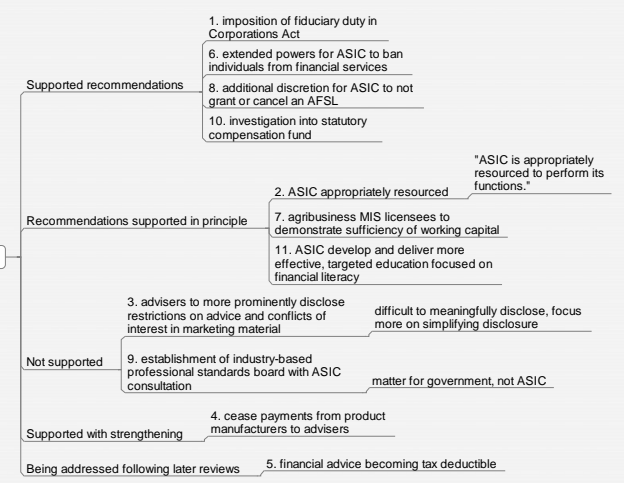 1. imposition of fiduciary duty in
Corporations Act
6. extended powers for ASIC to ban
individuals from financial services
Supported recommendations
8. additional discretion for ASIC to not
grant or cancel an AFSL
10. investigation into statutory
compensation fund
"ASIC is appropriately
resourced to perform its
functions."
2. ASIC appropriately resourced
Recommendations supported in principle
7. agribusiness MIS licensees to
demonstrate sufficiency of working capital
11. ASIC develop and deliver more
effective, targeted education focused on
financial literacy
3. advisers to more prominently disclose
restrictions on advice and conflicts of
interest in marketing material
difficult to meaningfully disclose, focus
more on simplifying disclosure
Not supported
9. establishment of industry-based
professional standards board with ASIC
consultation
matter for government, not ASIC
4. cease payments from product
manufacturers to advisers
Supported with strengthening
5. financial advice becoming tax deductible
Being addressed following later reviews